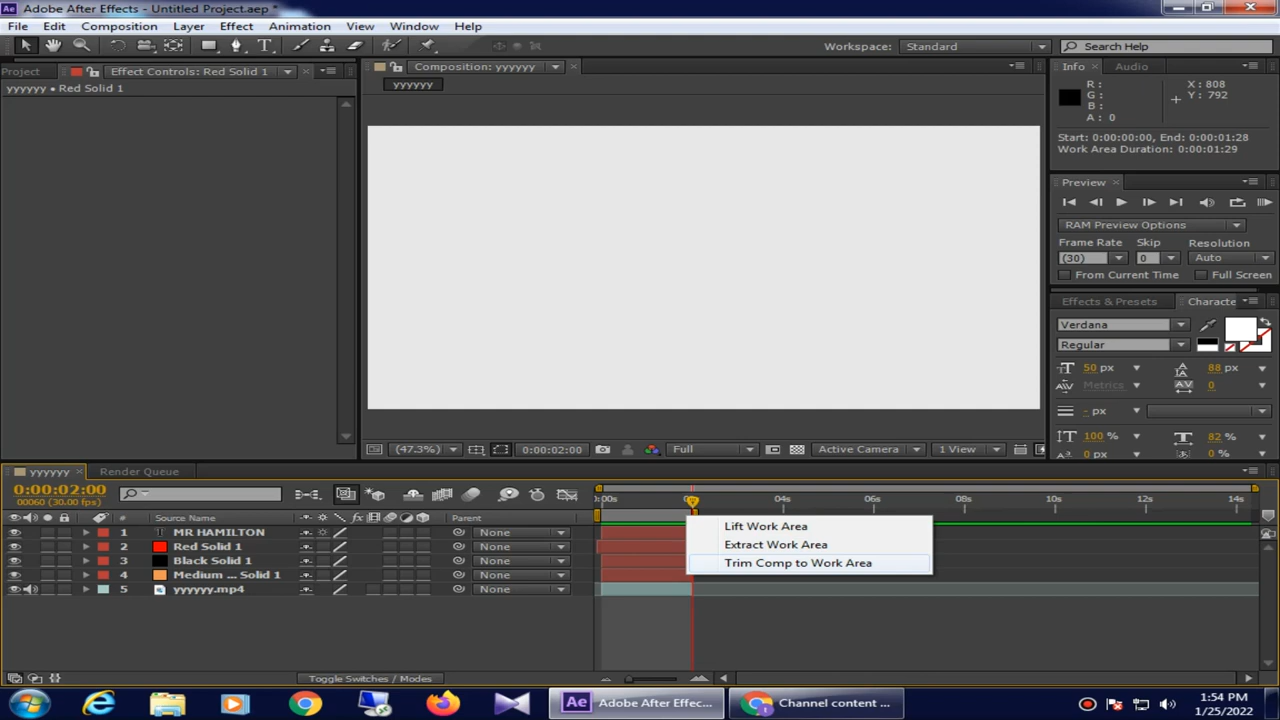 Ae Adobe After Effects - Untitled Project.aep *
File Edit Composition Layer Effect Animation View Window Help
Workspace: Standard Search Help
Project Effect Controls: Red Solid 1
Composition: yyyyyy
Info Audio
yyyyyy • Red Solid 1
yyyyyy
R : X : 808
G : Y : 792
B :
A : 0
Start: 0:00:00:00, End: 0:00:01:28
Work Area Duration: 0:00:01:29
Preview
RAM Preview Options
Frame Rate Skip Resolution
(30) 0 Auto
From Current Time Full Screen
Effects & Presets Characte
Verdana
Regular
50 px 88 px
Metrics 0
- px
100 % 82 %
0 px 0 %
(47.3%) 0:00:02:00 Full Active Camera 1 View
yyyyyy Render Queue
0:00:02:00
00060 (30.00 fps)
:00s 04s 06s 08s 10s 12s 14s
# Source Name Parent
1 T MR HAMILTON None
2 Red Solid 1 None
3 Black Solid 1 None
4 Medium ... Solid 1 None
5 yyyyyy.mp4 None
Lift Work Area
Extract Work Area
Trim Comp to Work Area
Toggle Switches / Modes
Ae Adobe After Effec... Channel content ...
1:54 PM
1/25/2022